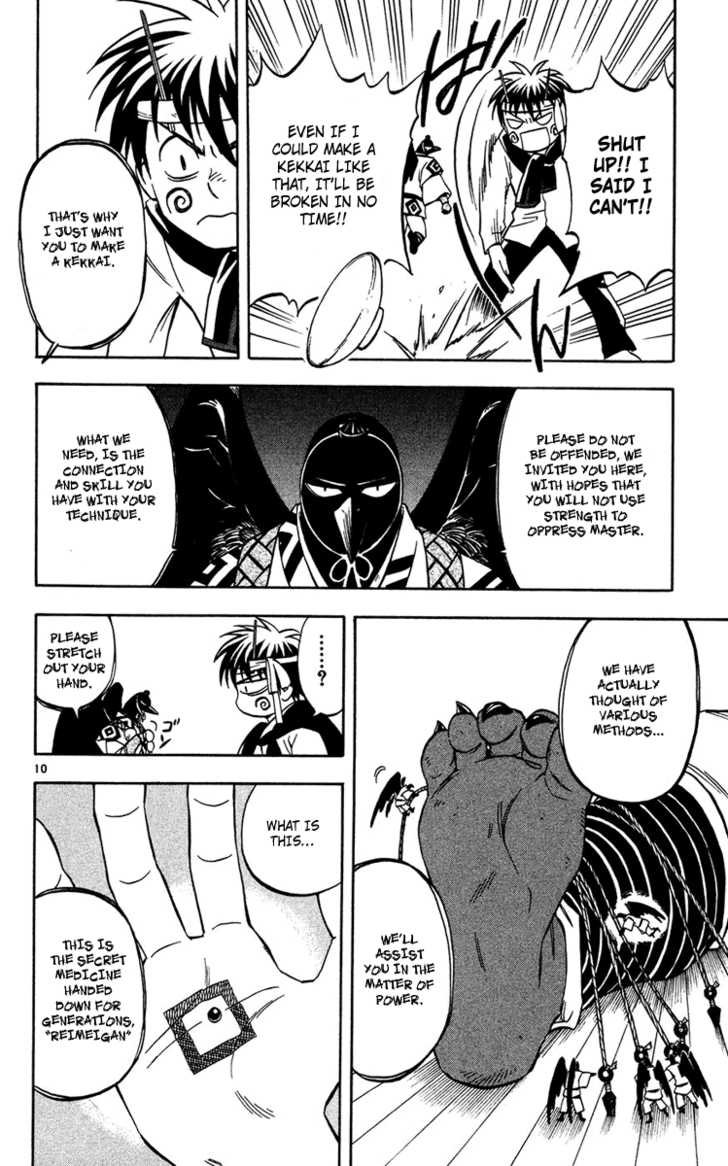 SHUT
UP!! I
SAID I
CAN'T!!
EVEN IF I
COULD MAKE A
KEKKAI LIKE
THAT, IT'LL BE
BROKEN IN NO
TIME!!
バ
ん
THAT'S WHY
I JUST WANT
YOU TO MAKE
A KEKKAI.
PLEASE DO NOT
BE OFFENDED, WE
INVITED YOU HERE,
WITH HOPES THAT
YOU WILL NOT USE
STRENGTH TO
OPPRESS MASTER.
WHAT WE
NEED, IS THE
CONNECTION
AND SKILL YOU
HAVE WITH YOUR
TECHNIQUE.
WE HAVE
ACTUALLY
THOUGHT OF
VARIOUS
METHODS...
WE'LL
ASSIST
YOU IN THE
MATTER OF
POWER.
......?
PLEASE
STRETCH
OUT YOUR
HAND.
10
WHAT IS
THIS...
THIS IS
THE SECRET
MEDICINE
HANDED
DOWN FOR
GENERATIONS,
"REIMEIGAN"